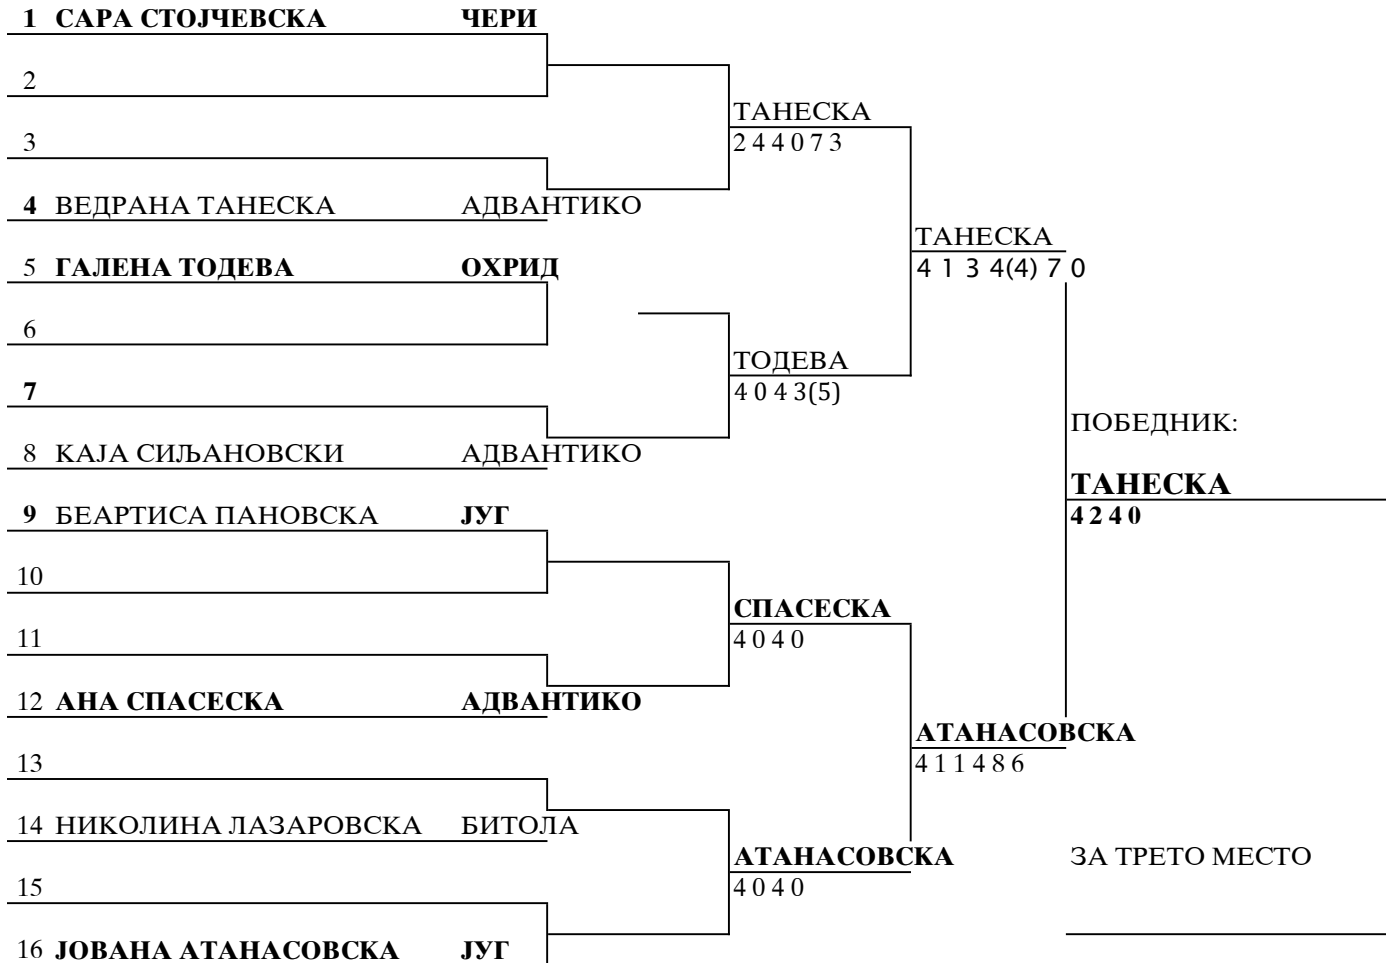 1 САРА СТОЈЧЕВСКА ЧЕРИ
2
ТАНЕСКА
3
2 4 4 0 7 3
4 ВЕДРАНА ТАНЕСКА АДВАНТИКО
ТАНЕСКА
5 ГАЛЕНА ТОДЕВА ОХРИД
4 1 3 4(4) 7 0
6
ТОДЕВА
7
4 0 4 3(5)
ПОБЕДНИК:
8 КАЈА СИЉАНОВСКИ АДВАНТИКО
ТАНЕСКА
9 БЕАРТИСА ПАНОВСКА ЈУГ
4 2 4 0
10
СПАСЕСКА
11
4 0 4 0
12 АНА СПАСЕСКА АДВАНТИКО
АТАНАСОВСКА
13
4 1 1 4 8 6
14 НИКОЛИНА ЛАЗАРОВСКА БИТОЛА
АТАНАСОВСКА
ЗА ТРЕТО МЕСТО
15
4 0 4 0
16 ЈОВАНА АТАНАСОВСКА ЈУГ